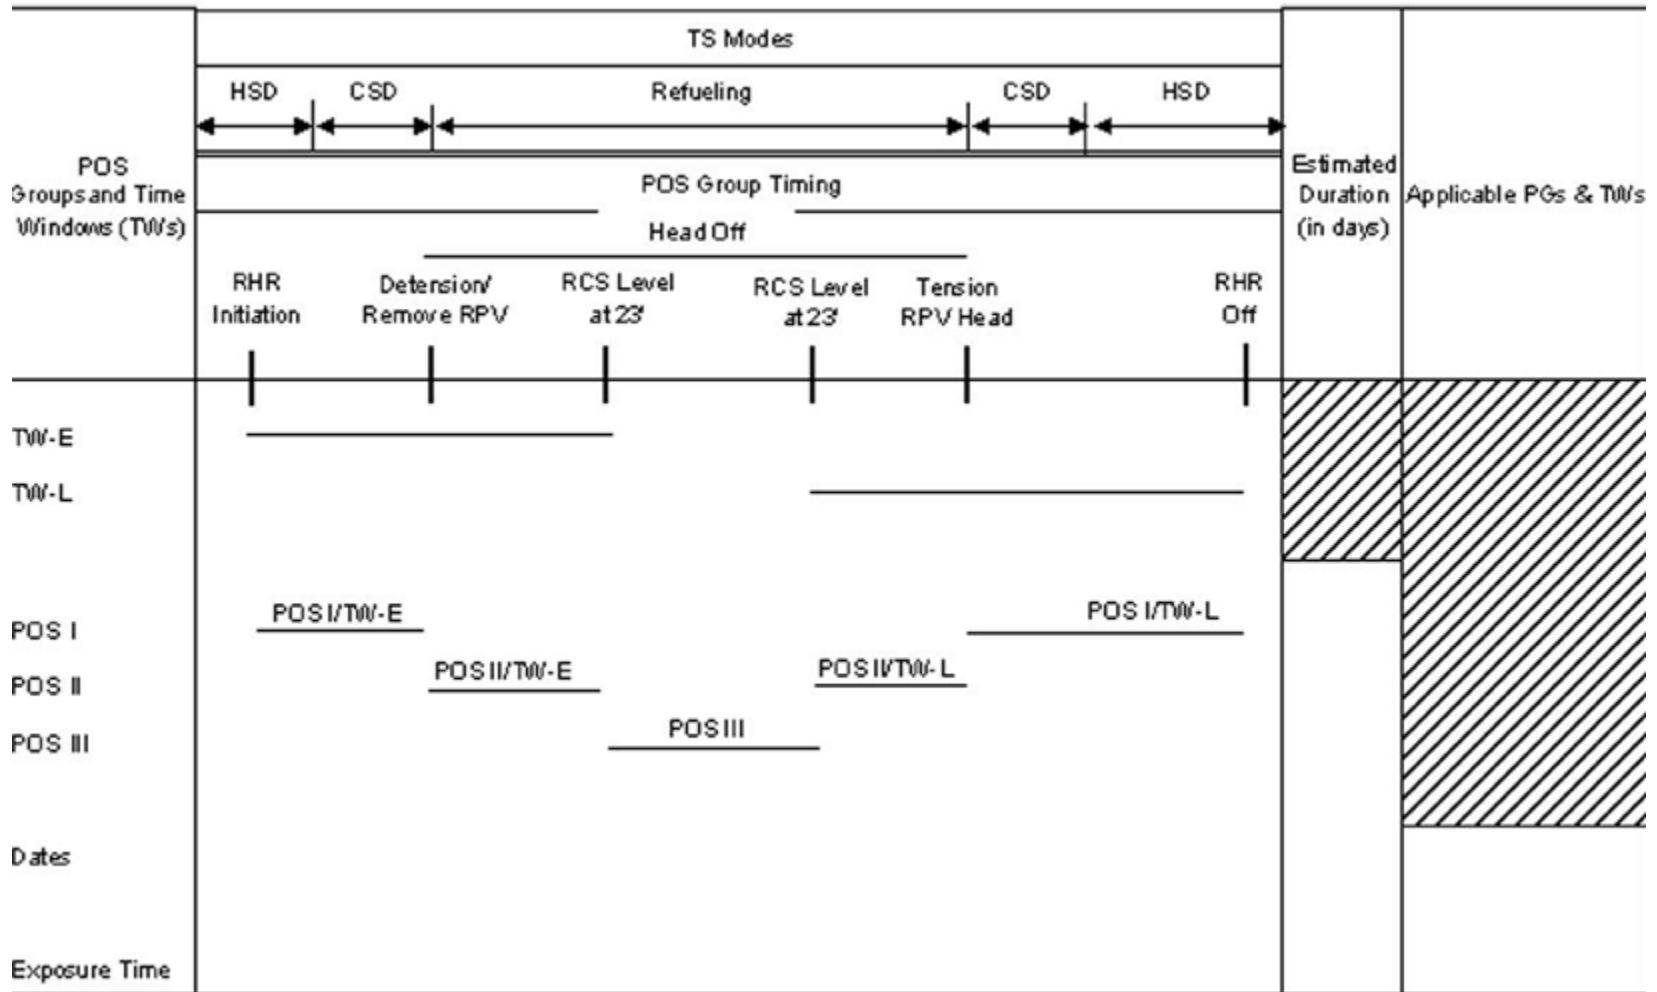 TS Modes
HSD CSD Refueling CSD HSD
POS
Groups and Time
Windows (TWs)
POS Group Timing
Estimated
Duration
(in days)
Applicable PGs & TWs
Head Off
RHR
Initiation
Detension/
Remove RPV
RCS Level
at 23'
RCS Level
at 23'
Tension
RPV Head
RHR
Off
TW-E
TW-L
POS I POS I/TW-E POS I/TW-L
POS II POS II/TW-E POS II/TW-L
POS III POS III
Dates
Exposure Time